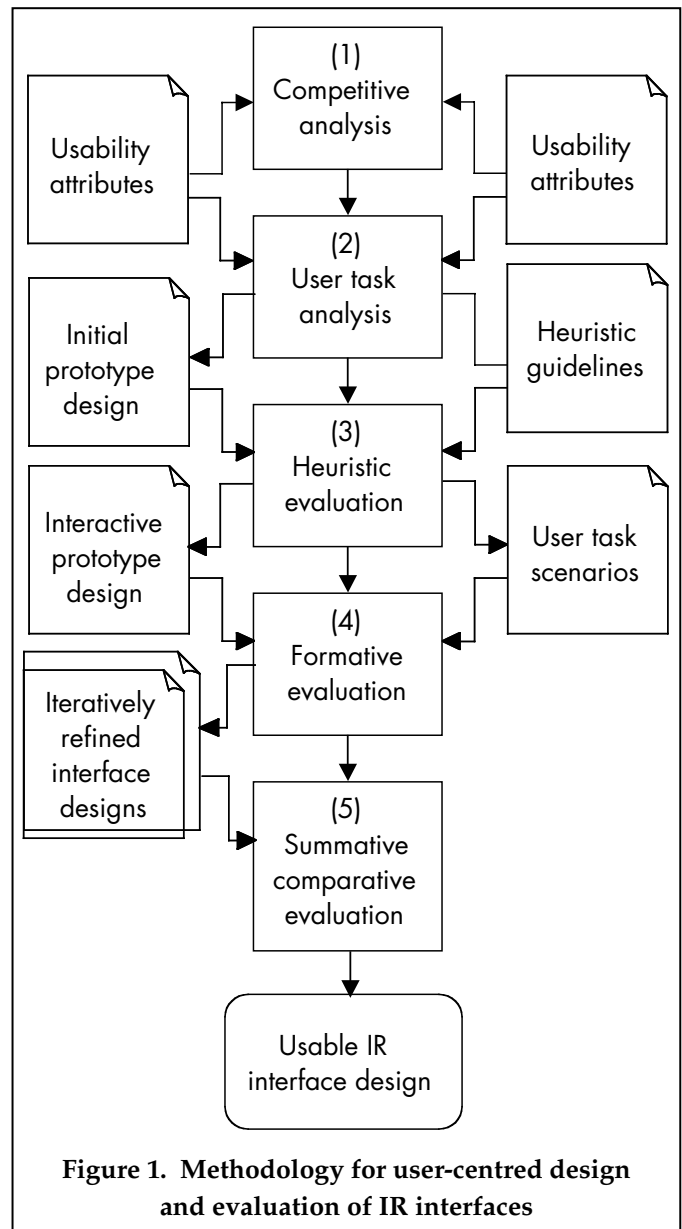 (1)
Competitive
analysis
Usability
attributes
Usability
attributes
(2)
User task
analysis
Initial
prototype
design
Heuristic
guidelines
(3)
Heuristic
evaluation
Interactive
prototype
design
User task
scenarios
(4)
Formative
evaluation
Iteratively
refined
interface
designs
(5)
Summative
comparative
evaluation
Usable IR
interface design
Figure 1. Methodology for user-centred design
and evaluation of IR interfaces